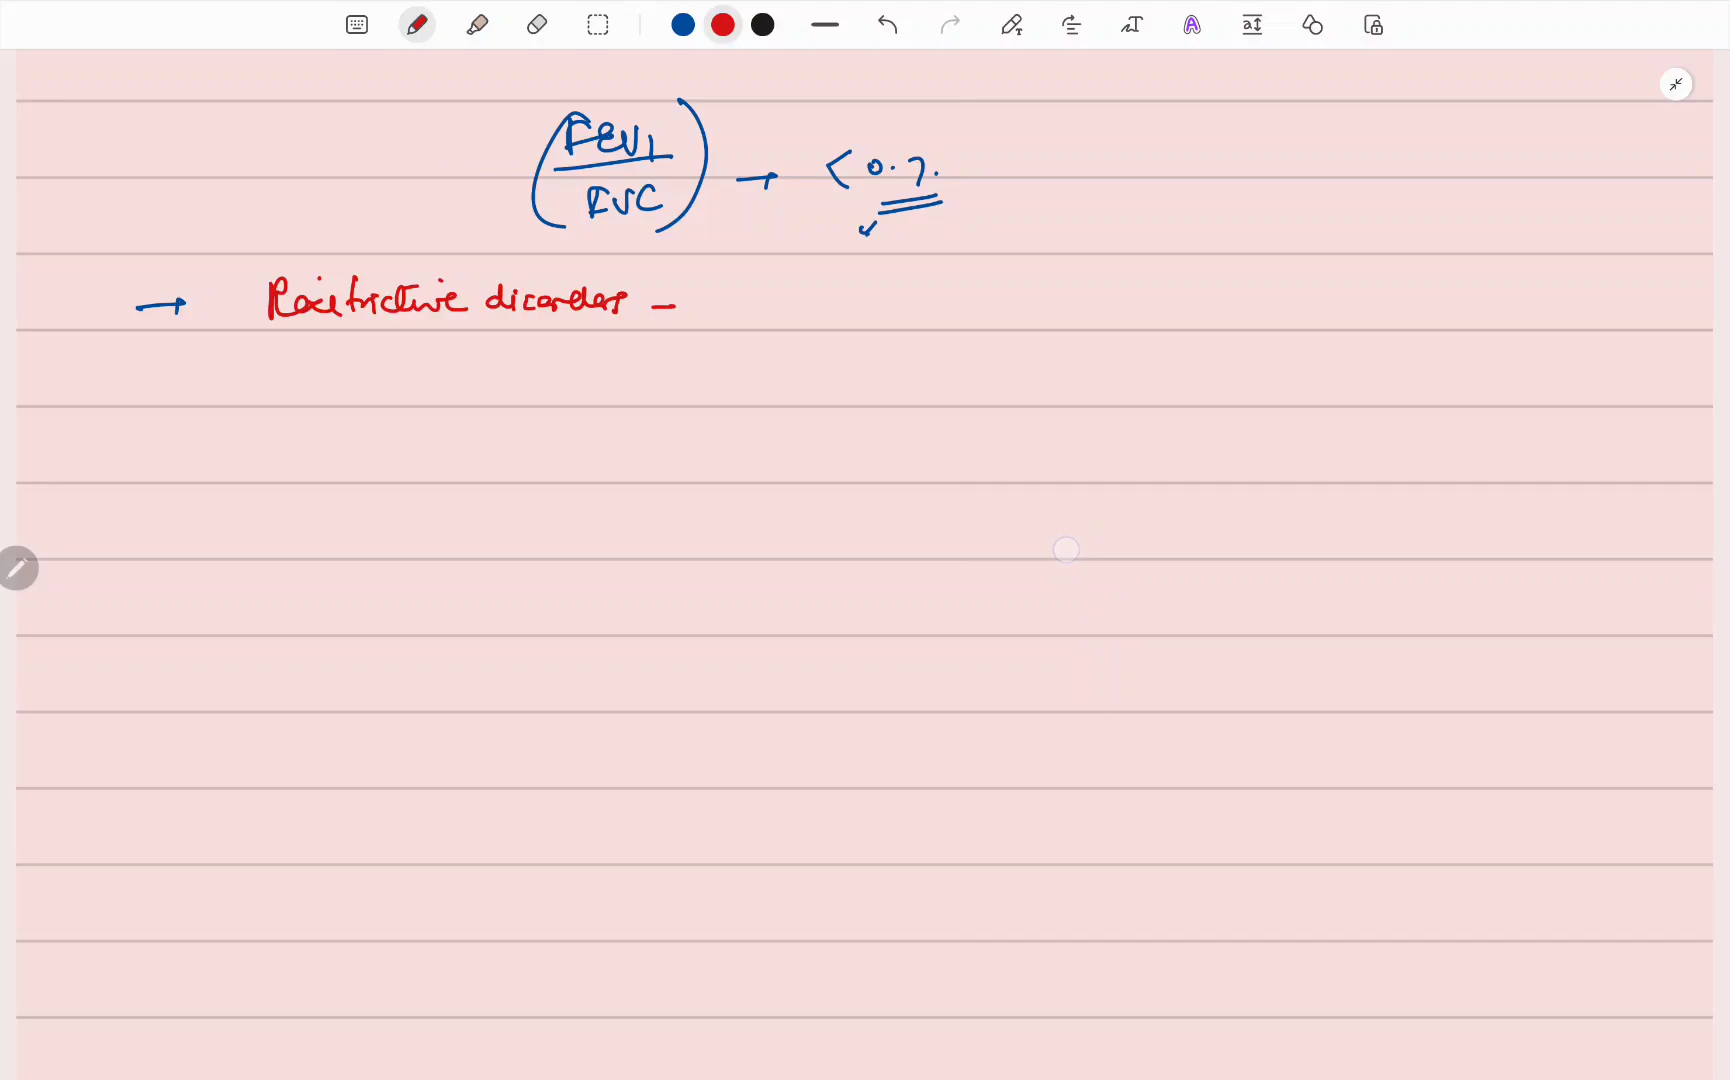 (FEV1 / FVC) → < 0.7.
→ Restrictive disorders –